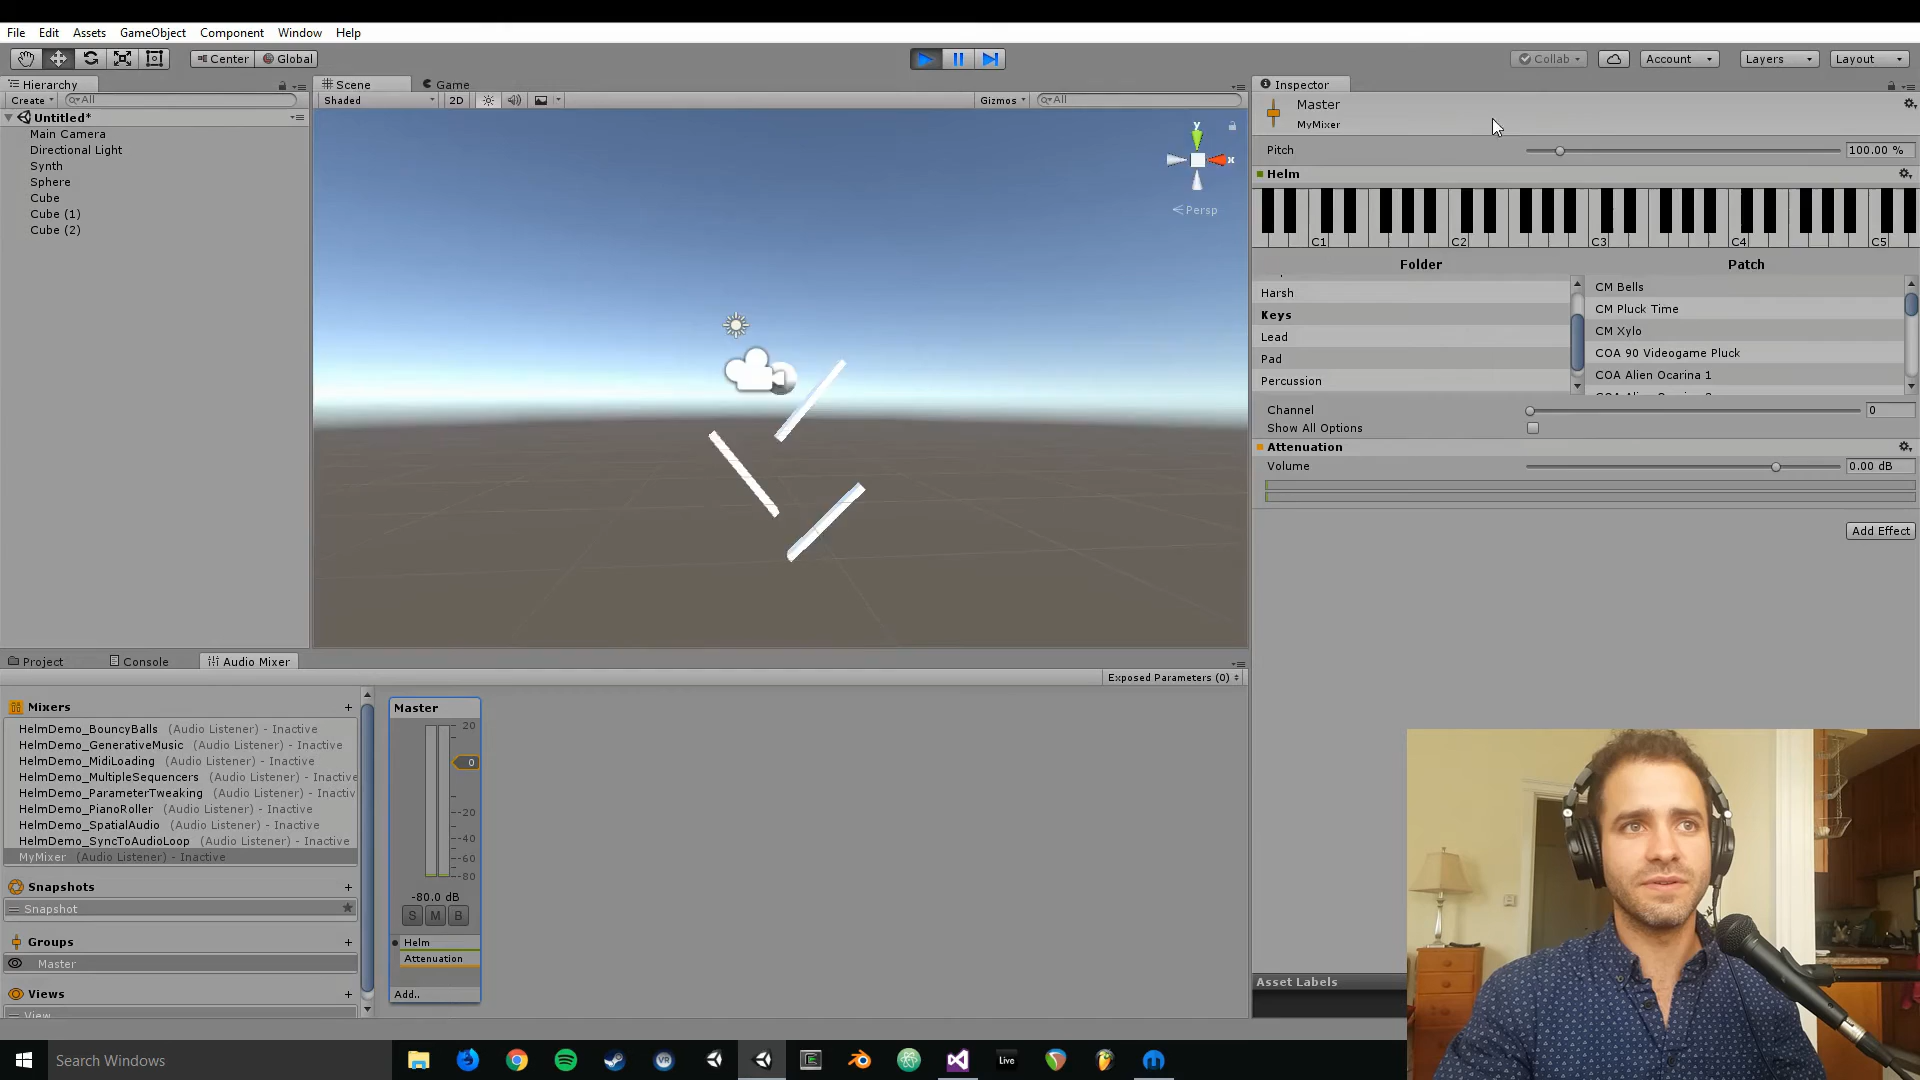 File Edit Assets GameObject Component Window Help
Center Global
Collab Account Layers Layout
Hierarchy
Create All
Untitled*
Main Camera
Directional Light
Synth
Sphere
Cube
Cube (1)
Cube (2)
Scene Game
Shaded 2D Gizmos All
y
x
Persp
Inspector
Master
MyMixer
Pitch 100.00 %
Helm
C1 C2 C3 C4 C5
Folder Patch
Harsh
Keys
Lead
Pad
Percussion
CM Bells
CM Pluck Time
CM Xylo
COA 90 Videogame Pluck
COA Alien Ocarina 1
Channel 0
Show All Options
Attenuation
Volume 0.00 dB
Add Effect
Asset Labels
Project Console Audio Mixer
Exposed Parameters (0)
Mixers +
HelmDemo_BouncyBalls (Audio Listener) - Inactive
HelmDemo_GenerativeMusic (Audio Listener) - Inactive
HelmDemo_MidiLoading (Audio Listener) - Inactive
HelmDemo_MultipleSequencers (Audio Listener) - Inactive
HelmDemo_ParameterTweaking (Audio Listener) - Inactiv
HelmDemo_PianoRoller (Audio Listener) - Inactive
HelmDemo_SpatialAudio (Audio Listener) - Inactive
HelmDemo_SyncToAudioLoop (Audio Listener) - Inactive
MyMixer (Audio Listener) - Inactive
Snapshots +
Snapshot
Groups +
Master
Views +
View
Master
20
0
-20
-40
-60
-80
-80.0 dB
S M B
Helm
Attenuation
Add..
Search Windows
VR
Live